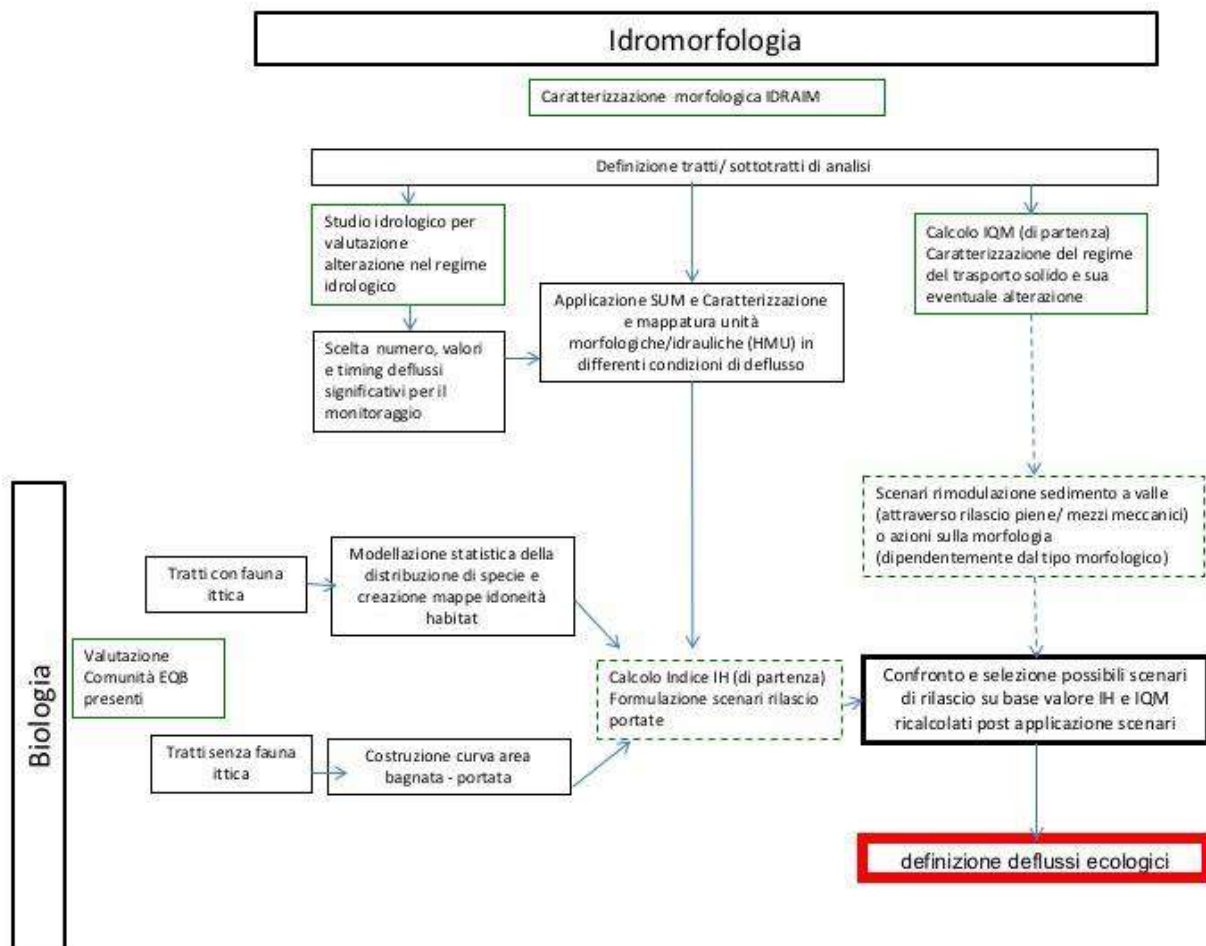 Idromorfologia
Caratterizzazione morfologica IDRAIM
Definizione tratti/ sottotratti di analisi
Studio idrologico per
valutazione
alterazione nel regime
idrologico
Calcolo IQM (di partenza)
Caratterizzazione del regime
del trasporto solido e sua
eventuale alterazione
Applicazione SUM e Caratterizzazione
e mappatura unità
morfologiche/idrauliche (HMU) in
differenti condizioni di deflusso
Scelta numero, valori
e timing deflussi
significativi per il
monitoraggio
Scenari rimodulazione sedimento a valle
(attraverso rilascio piene/ mezzi meccanici)
o azioni sulla morfologia
(dipendentemente dal tipo morfologico)
Biologia
Tratti con fauna
ittica
Modellazione statistica della
distribuzione di specie e
creazione mappe idoneità
habitat
Valutazione
Comunità EQB
presenti
Calcolo Indice IH (di partenza)
Formulazione scenari rilascio
portate
Confronto e selezione possibili scenari
di rilascio su base valore IH e IQM
ricalcolati post applicazione scenari
Tratti senza fauna
ittica
Costruzione curva area
bagnata - portata
definizione deflussi ecologici